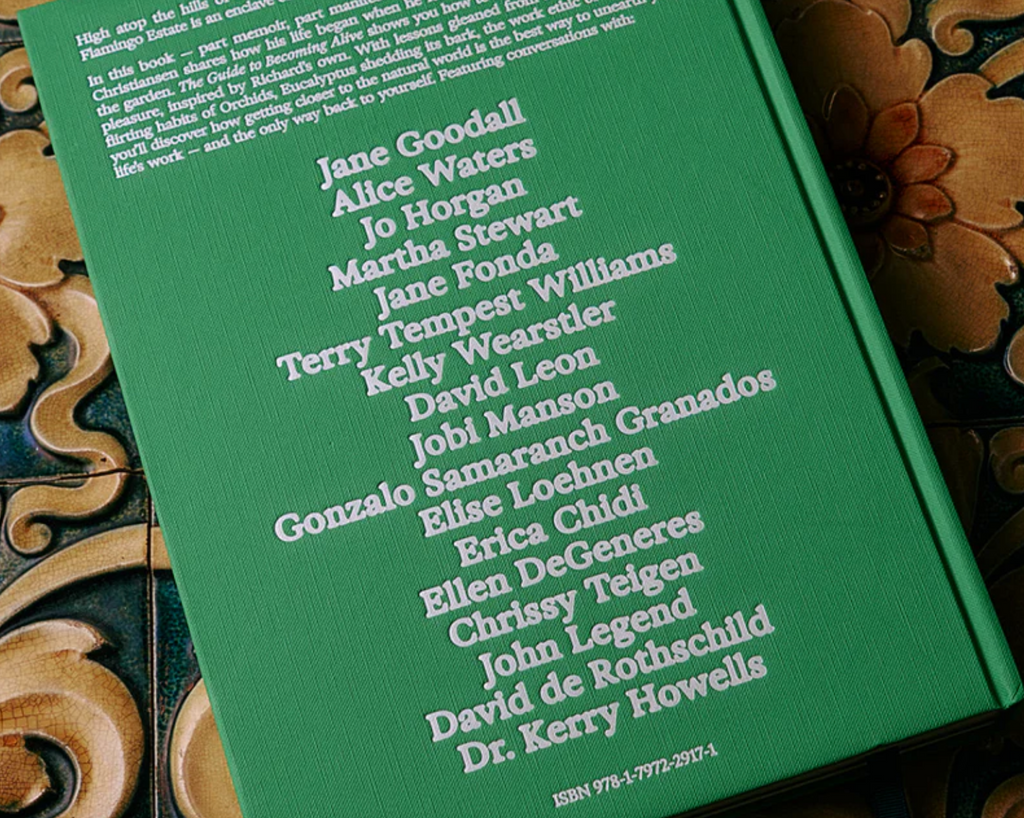 High atop the hills of
Flamingo Estate is an enclave
In this book — part memoir, part
Christiansen shares how his life began when he
the garden. The Guide to Becoming Alive shows you how to
pleasure, inspired by Richard's own. With lessons gleaned from
flirting habits of Orchids, Eucalyptus shedding its bark, the work ethic
you'll discover how getting closer to the natural world is the best way to unearth
life's work — and the only way back to yourself. Featuring conversations with:
Jane Goodall
Alice Waters
Jo Horgan
Martha Stewart
Jane Fonda
Terry Tempest Williams
Kelly Wearstler
David Leon
Jobi Manson
Gonzalo Samaranch Granados
Elise Loehnen
Erica Chidi
Ellen DeGeneres
Chrissy Teigen
John Legend
David de Rothschild
Dr. Kerry Howells
ISBN 978-1-7972-2917-1